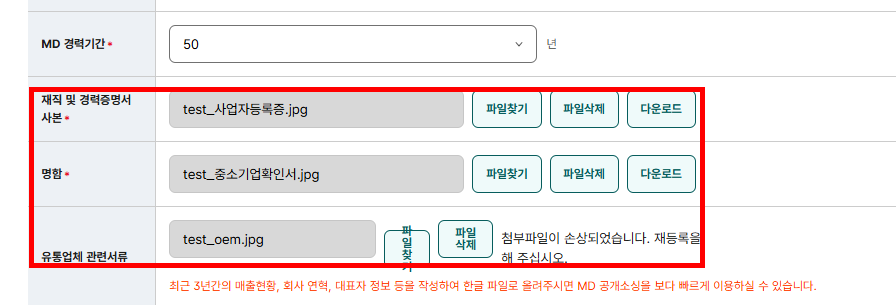 MD 경력기간 *
50
년
재직 및 경력증명서
사본 *
test_사업자등록증.jpg
파일찾기
파일삭제
다운로드
명함 *
test_중소기업확인서.jpg
파일찾기
파일삭제
다운로드
유통업체 관련서류
test_oem.jpg
파
일
찾
기
파일
삭제
첨부파일이 손상되었습니다. 재등록을
해 주십시오.
최근 3년간의 매출현황, 회사 연혁, 대표자 정보 등을 작성하여 한글 파일로 올려주시면 MD 공개소싱을 보다 빠르게 이용하실 수 있습니다.